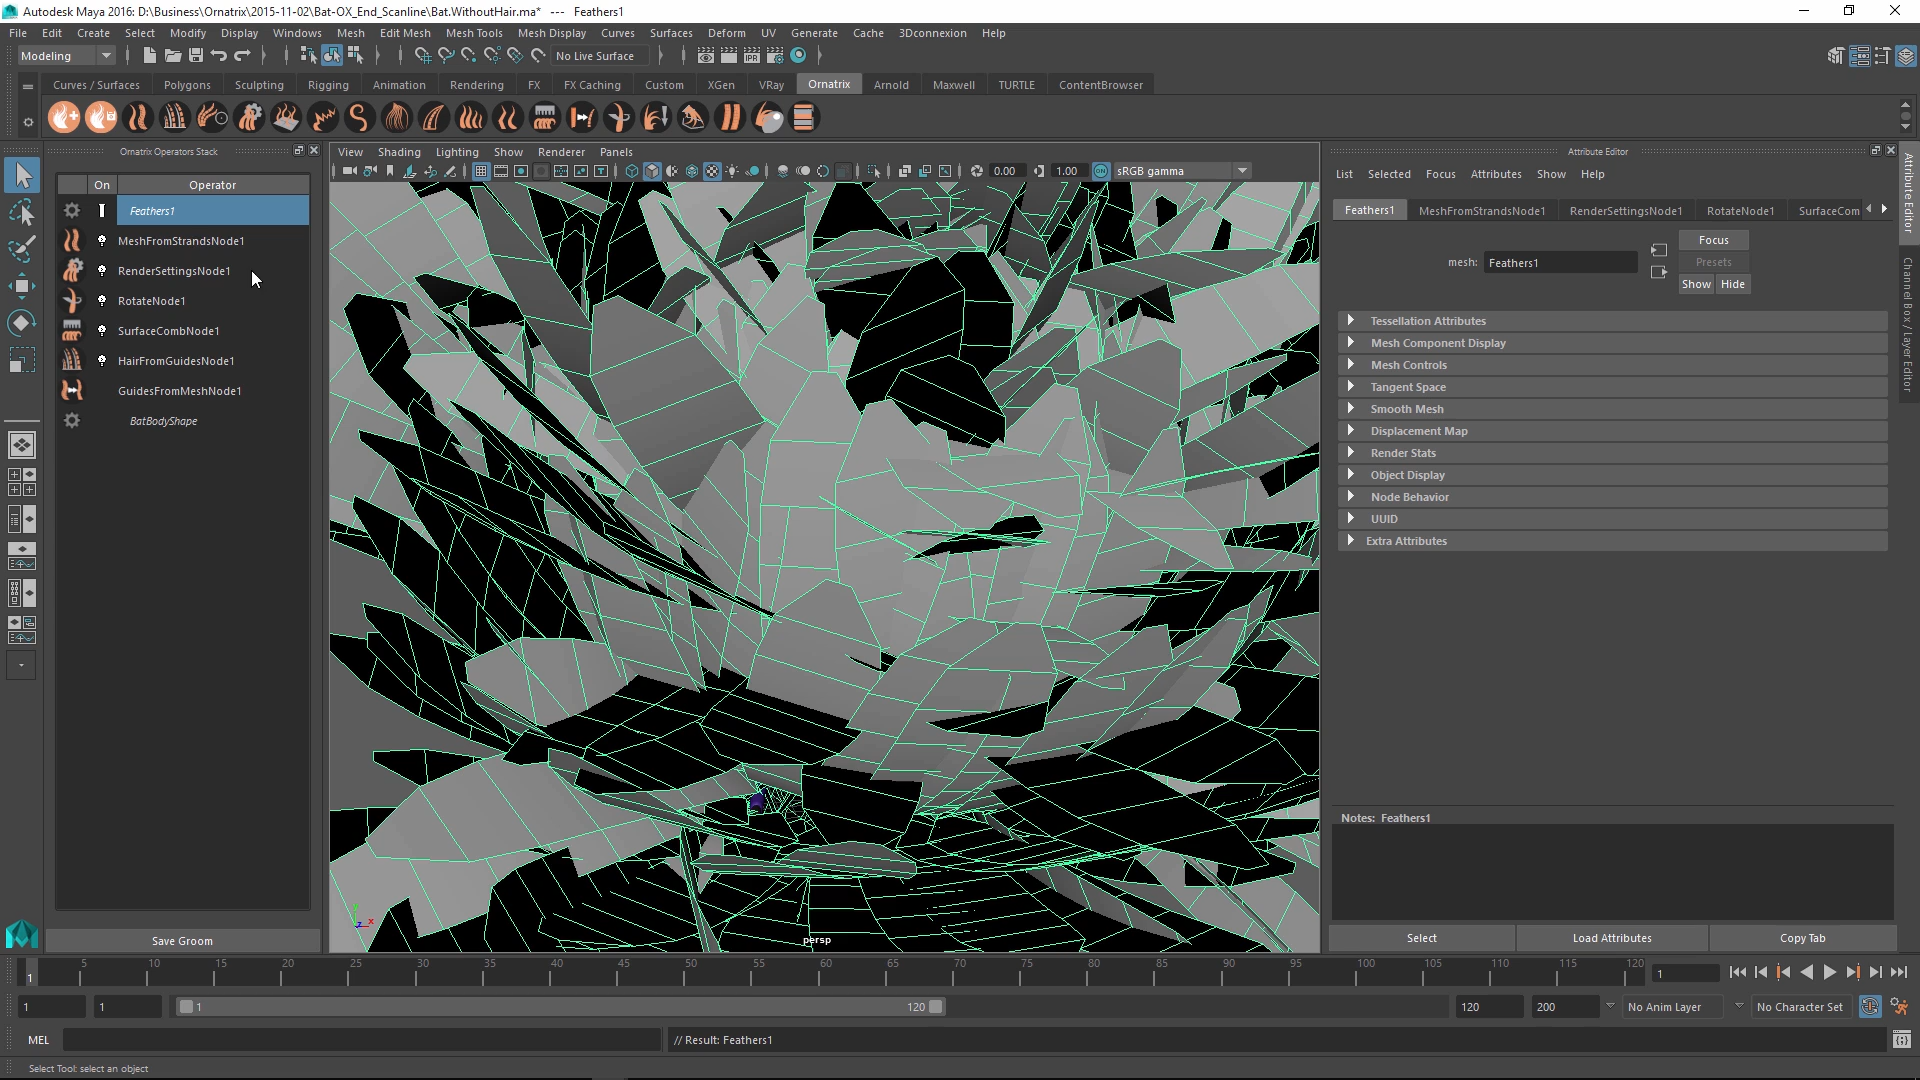 Autodesk Maya 2016: D:\Business\Ornatrix\2015-11-02\Bat-OX_End_Scanline\Bat.WithoutHair.ma* --- Feathers1
File Edit Create Select Modify Display Windows Mesh Edit Mesh Mesh Tools Mesh Display Curves Surfaces Deform UV Generate Cache 3Dconnexion Help
Modeling No Live Surface
Curves / Surfaces Polygons Sculpting Rigging Animation Rendering FX FX Caching Custom XGen VRay Ornatrix Arnold Maxwell TURTLE ContentBrowser
Ornatrix Operators Stack
On Operator
Feathers1
MeshFromStrandsNode1
RenderSettingsNode1
RotateNode1
SurfaceCombNode1
HairFromGuidesNode1
GuidesFromMeshNode1
BatBodyShape
Save Groom
View Shading Lighting Show Renderer Panels
0.00 1.00 ON sRGB gamma
y
x
z
persp
Attribute Editor
List Selected Focus Attributes Show Help
Feathers1 MeshFromStrandsNode1 RenderSettingsNode1 RotateNode1 SurfaceCom
Focus
mesh: Feathers1
Presets
Show Hide
Tessellation Attributes
Mesh Component Display
Mesh Controls
Tangent Space
Smooth Mesh
Displacement Map
Render Stats
Object Display
Node Behavior
UUID
Extra Attributes
Notes: Feathers1
Select Load Attributes Copy Tab
Attribute Editor
Channel Box / Layer Editor
1 5 10 15 20 25 30 35 40 45 50 55 60 65 70 75 80 85 90 95 100 105 110 115 120 1
1 1 1 120 120 200 No Anim Layer No Character Set
MEL // Result: Feathers1
Select Tool: select an object